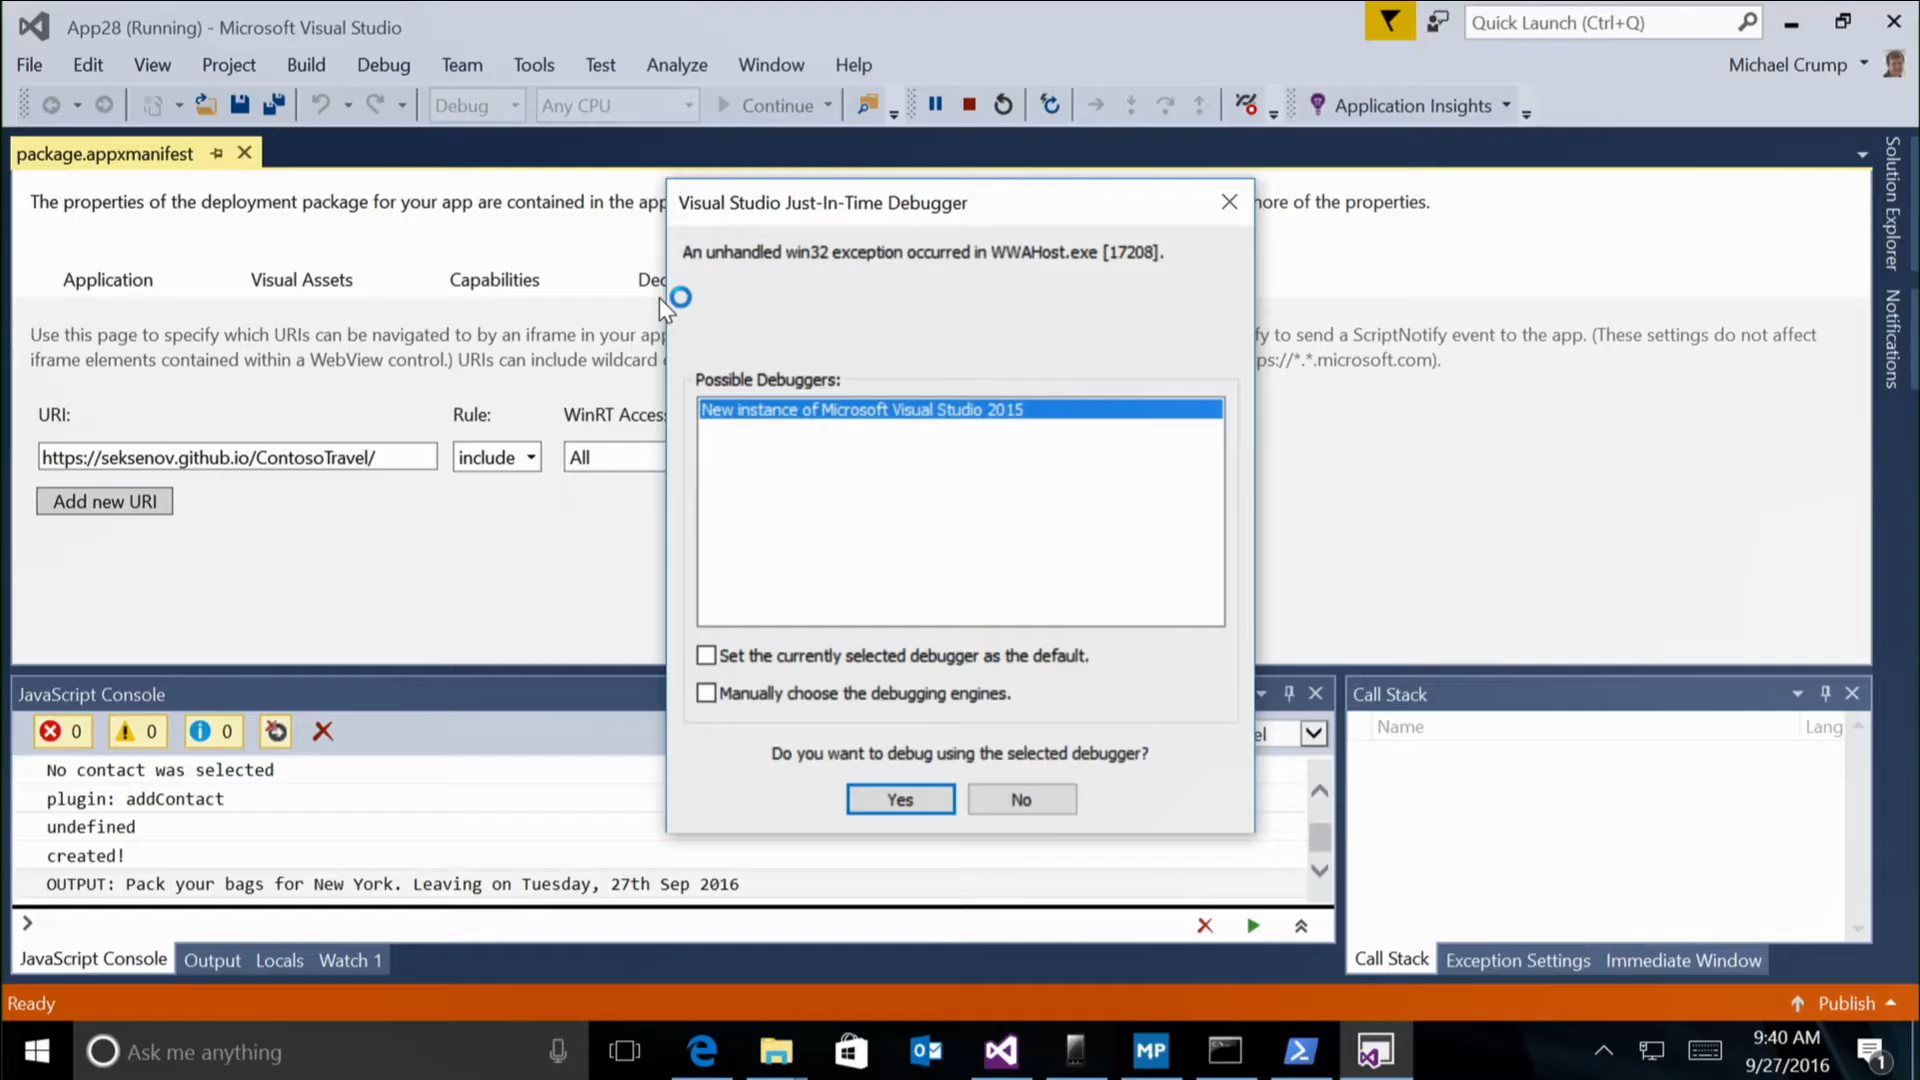 App28 (Running) - Microsoft Visual Studio
Quick Launch (Ctrl+Q)
File Edit View Project Build Debug Team Tools Test Analyze Window Help
Michael Crump
Debug Any CPU Continue Application Insights
package.appxmanifest
Solution Explorer
Notifications
The properties of the deployment package for your app are contained in the app
more of the properties.
Application Visual Assets Capabilities Dec
Use this page to specify which URIs can be navigated to by an iframe in your app
fy to send a ScriptNotify event to the app. (These settings do not affect
iframe elements contained within a WebView control.) URIs can include wildcard
ps://*.*.microsoft.com).
URI: Rule: WinRT Acces
https://seksenov.github.io/ContosoTravel/ include All
Add new URI
Visual Studio Just-In-Time Debugger
An unhandled win32 exception occurred in WWAHost.exe [17208].
Possible Debuggers:
New instance of Microsoft Visual Studio 2015
Set the currently selected debugger as the default.
Manually choose the debugging engines.
Do you want to debug using the selected debugger?
Yes No
JavaScript Console
0 0 0
el
No contact was selected
plugin: addContact
undefined
created!
OUTPUT: Pack your bags for New York. Leaving on Tuesday, 27th Sep 2016
JavaScript Console Output Locals Watch 1
Call Stack
Name Lang
Call Stack Exception Settings Immediate Window
Ready
Publish
Ask me anything
MP
9:40 AM
9/27/2016
1